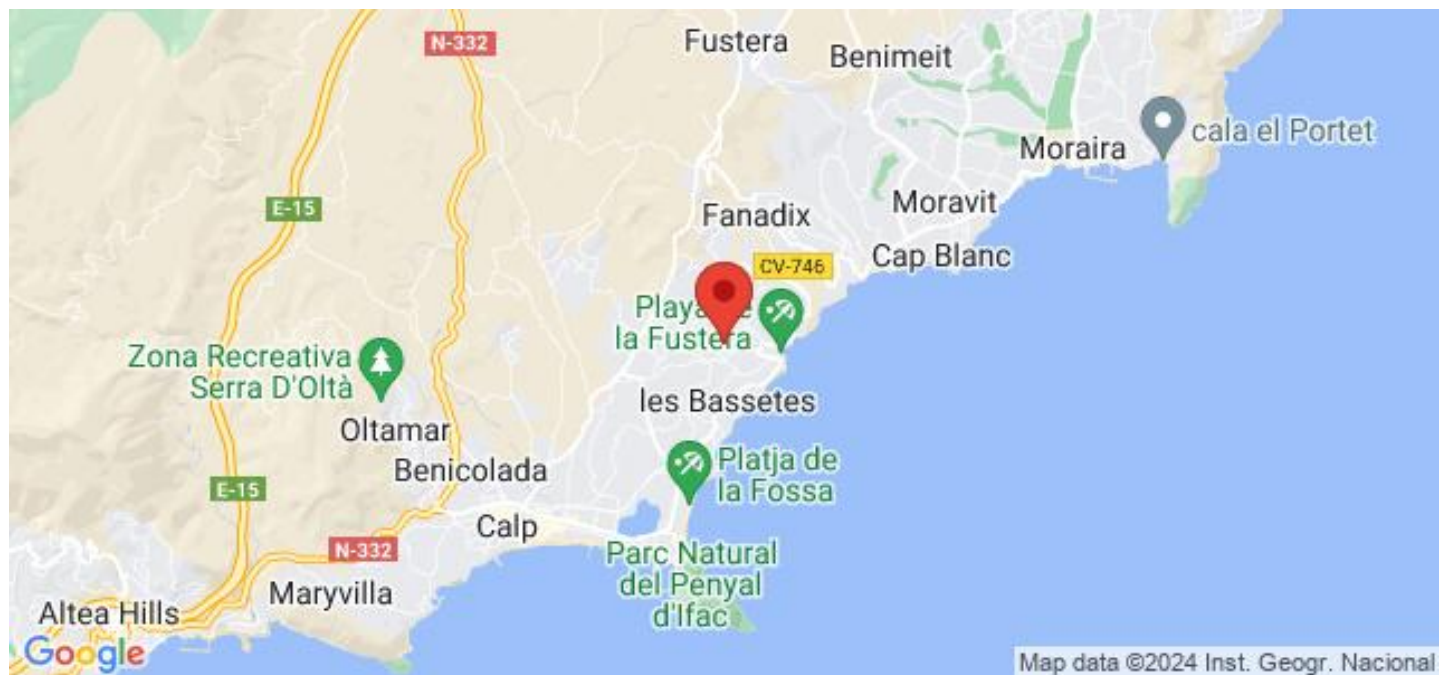 N-332
Fustera
Benimeit
cala el Portet
Moraira
E-15
Moravit
Fanadix
Cap Blanc
CV-746
Playa
la Fustera
Zona Recreativa
Serra D'Oltà
les Bassetes
Oltamar
Benicolada
Platja de
la Fossa
E-15
Calp
N-332
Parc Natural
del Penyal
d'Ifac
Maryvilla
Altea Hills
Google
Map data ©2024 Inst. Geogr. Nacional